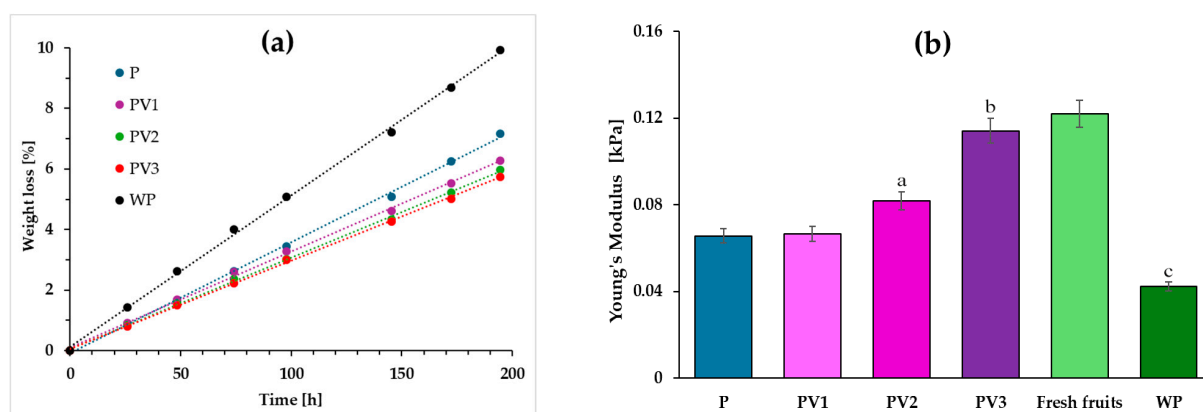 (a)
10
8
6
4
2
0
Weight loss [%]
P
PV1
PV2
PV3
WP
0
50
100
150
200
Time [h]
(b)
0.16
0.12
0.08
0.04
0
Young's Modulus [kPa]
a
b
c
P
PV1
PV2
PV3
Fresh fruits
WP